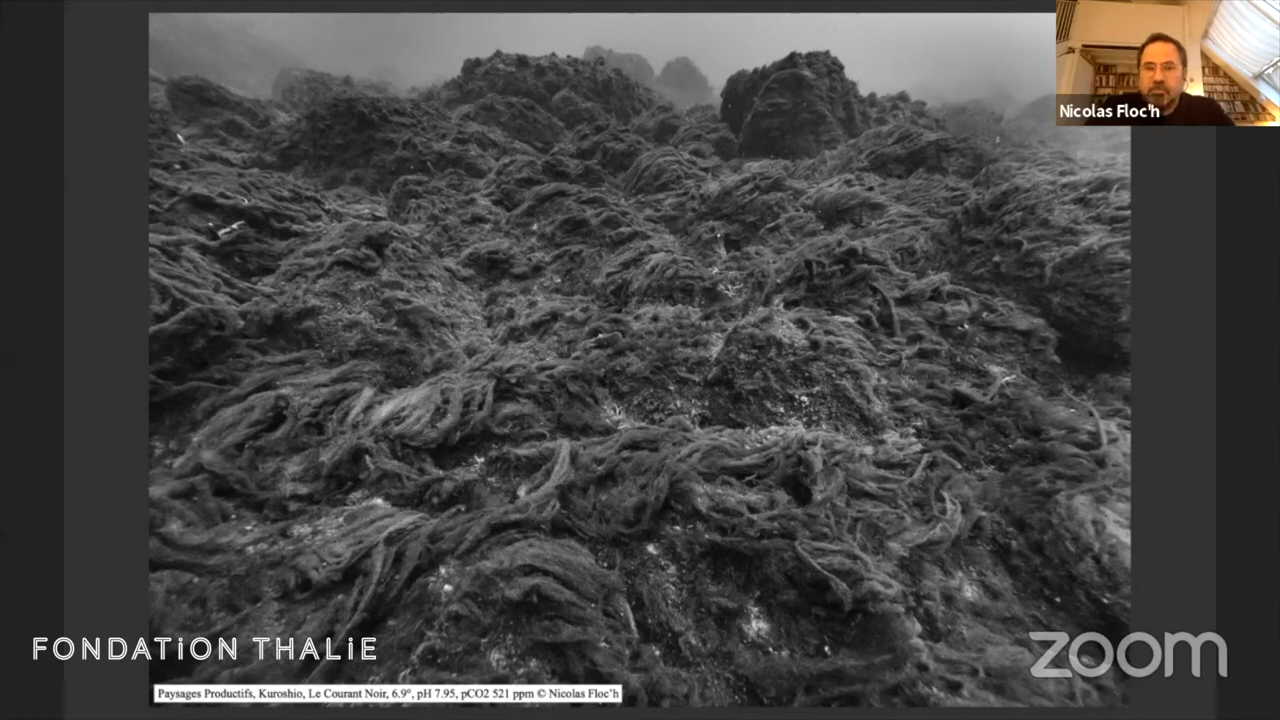 Nicolas Floc'h
FONDATiON THALiE
zoom
Paysages Productifs, Kuroshio, Le Courant Noir, 6.9°, pH 7.95, pCO2 521 ppm © Nicolas Floc'h